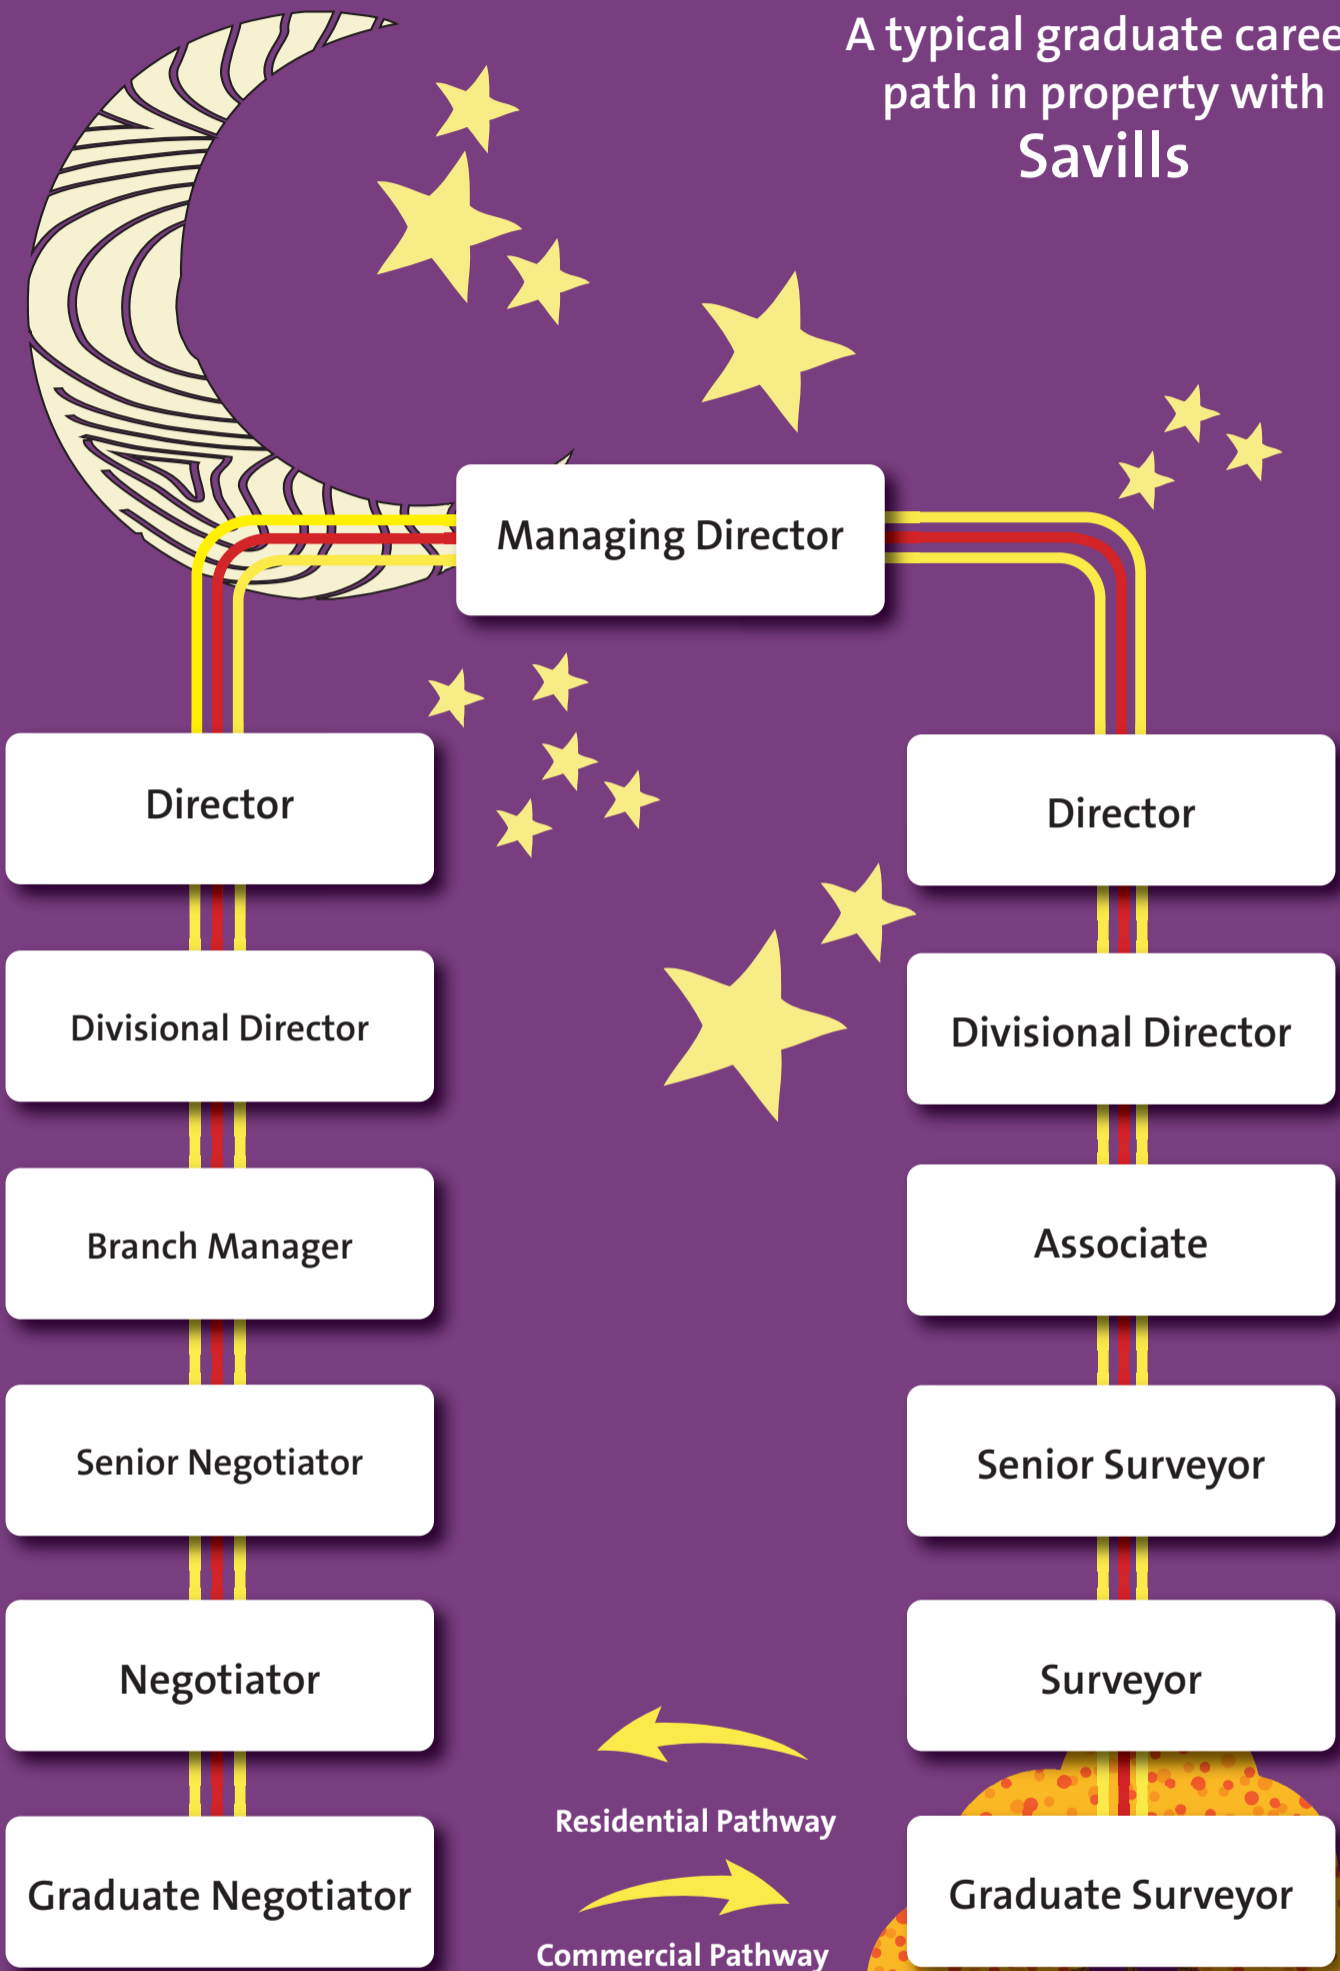 A typical graduate caree
path in property with
Savills
Managing Director
Director
Director
Divisional Director
Divisional Director
Branch Manager
Associate
Senior Negotiator
Senior Surveyor
Negotiator
Surveyor
Residential Pathway
Graduate Negotiator
Graduate Surveyor
Commercial Pathway